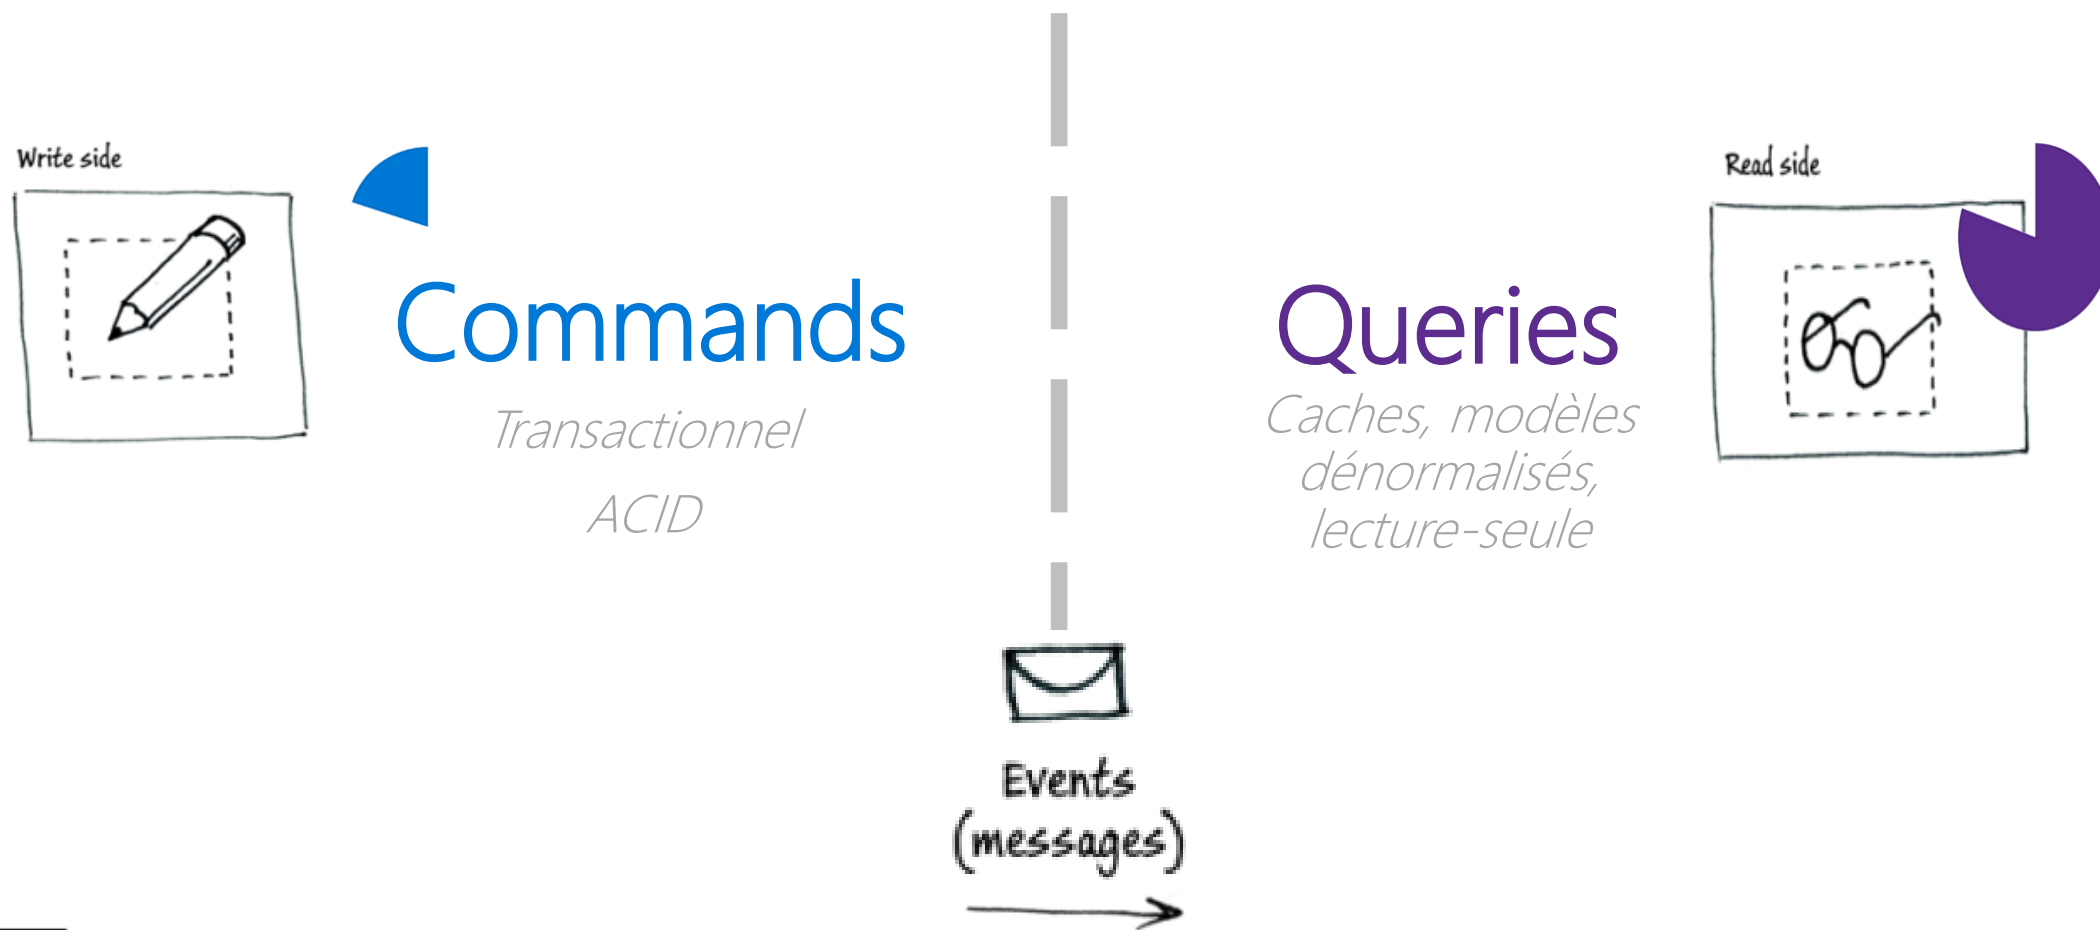 Write side
Commands
Transactionnel
ACID
Read side
Queries
Caches, modèles
dénormalisés,
lecture-seule
Events
(messages)